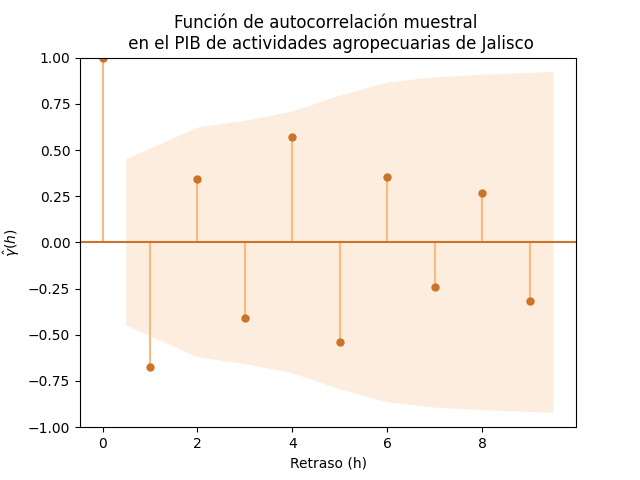 Función de autocorrelación muestral
en el PIB de actividades agropecuarias de Jalisco
1.00
0.75
0.50
0.25
0.00
−0.25
−0.50
−0.75
−1.00
γ̂(h)
0 2 4 6 8
Retraso (h)